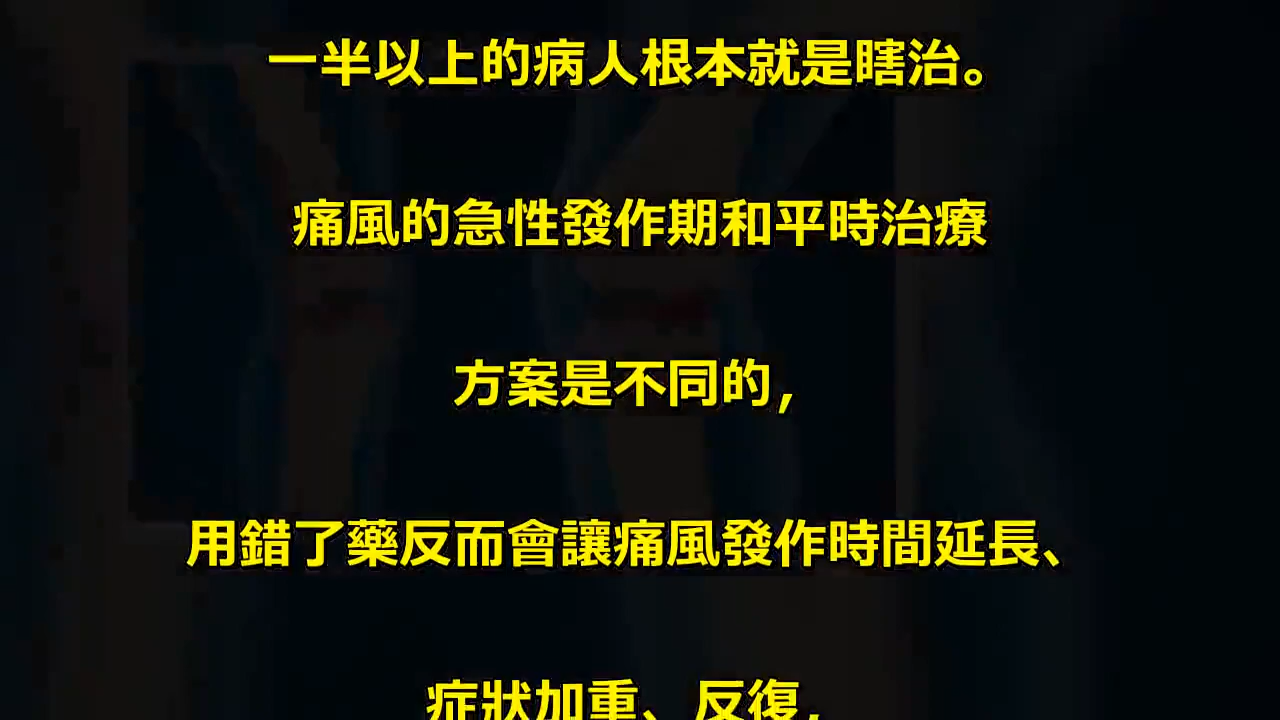 一半以上的病人根本就是瞎治。
痛風的急性發作期和平時治療
方案是不同的，
用錯了藥反而會讓痛風發作時間延長、
症狀加重、反復，